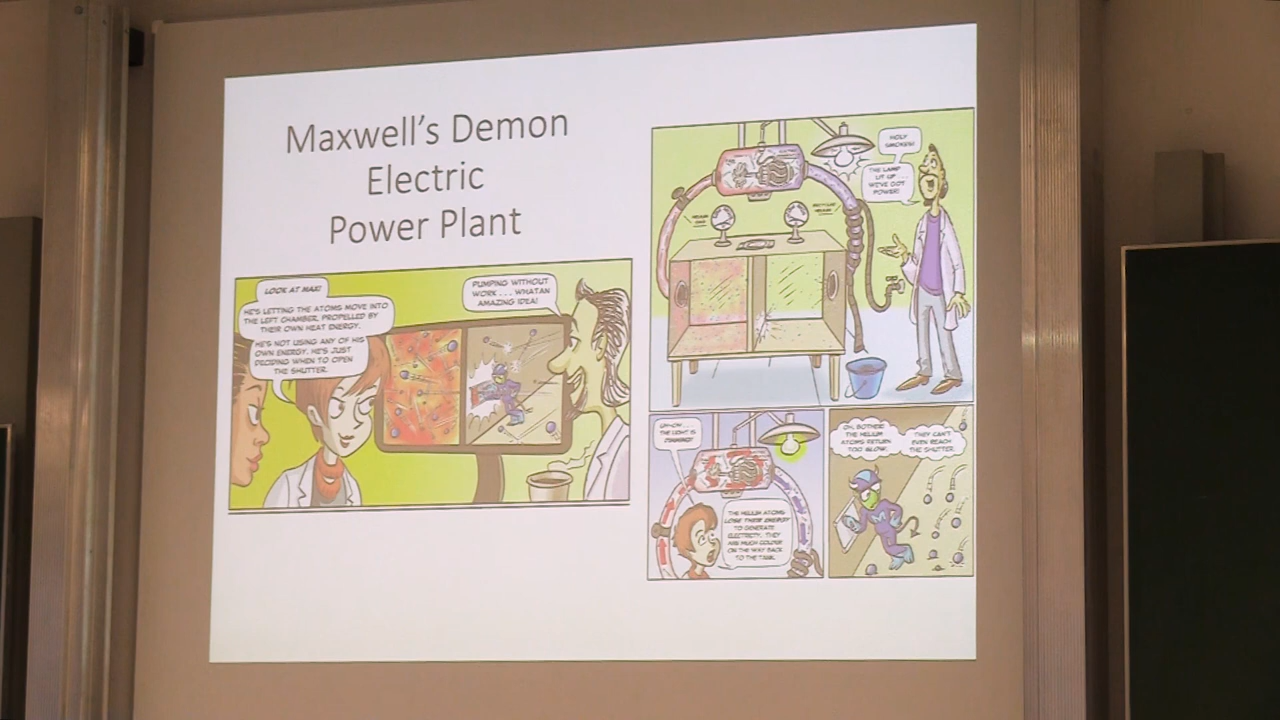 Maxwell's Demon
Electric
Power Plant
LOOK AT MAX!
HE'S LETTING THE ATOMS MOVE INTO
THE LEFT CHAMBER, PROPELLED BY
THEIR OWN HEAT ENERGY.
HE'S NOT USING ANY OF HIS
OWN ENERGY. HE'S JUST
DECIDING WHEN TO OPEN
THE SHUTTER.
PUMPING WITHOUT
WORK . . . WHATAN
AMAZING IDEA!
HOLY
SMOKES!
THE LAMP
LIT UP . . .
WE'VE GOT
POWER!
UH-OH . . .
THE LIGHT IS
DIMMING!
THE HELIUM ATOMS
LOSE THEIR ENERGY
TO GENERATE
ELECTRICITY. THEY
ARE MUCH COLDER
ON THE WAY BACK
TO THE TANK.
OH, BOTHER!
THE HELIUM
ATOMS RETURN
TOO SLOW.
THEY CAN'T
EVEN REACH
THE SHUTTER.